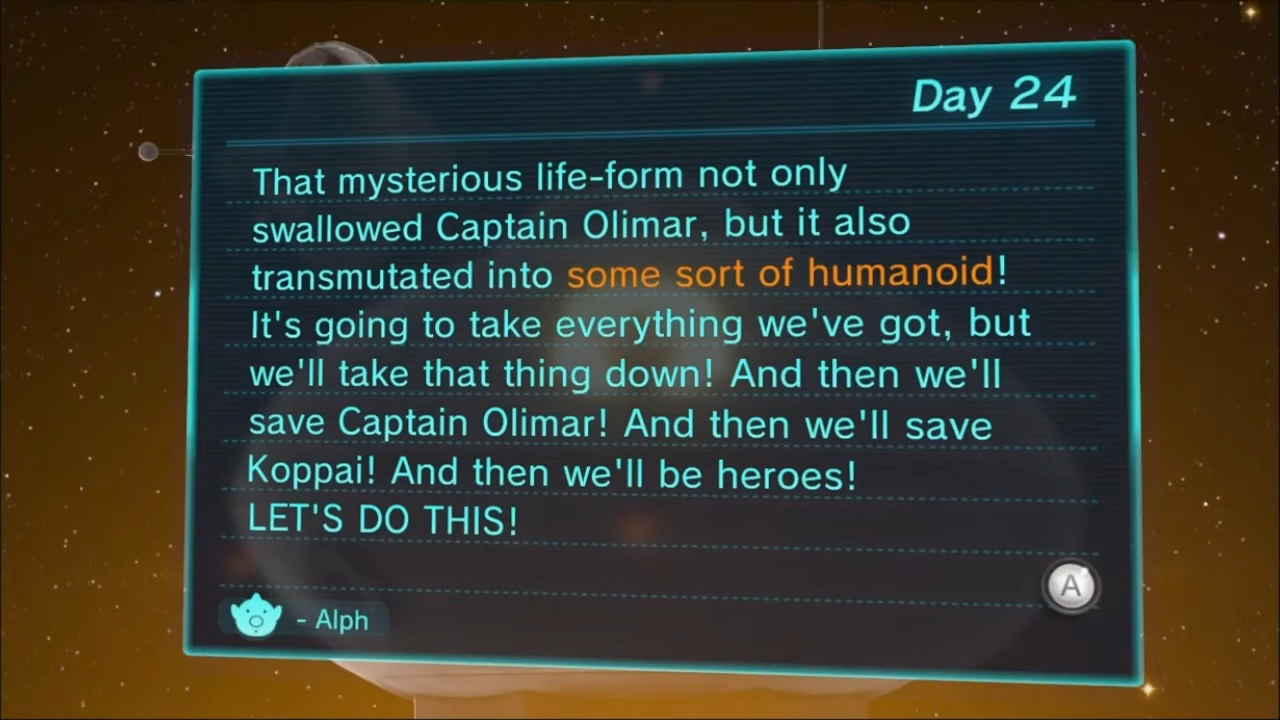 Day 24
That mysterious life-form not only
swallowed Captain Olimar, but it also
transmutated into some sort of humanoid!
It's going to take everything we've got, but
we'll take that thing down! And then we'll
save Captain Olimar! And then we'll save
Koppai! And then we'll be heroes!
LET'S DO THIS!
A
- Alph